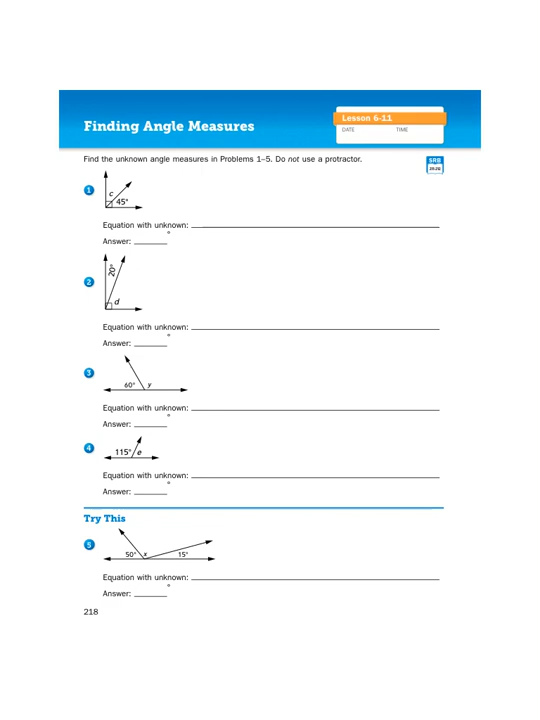 Finding Angle Measures
Lesson 6-11
DATE TIME
Find the unknown angle measures in Problems 1–5. Do not use a protractor.
SRB
1
c
45°
Equation with unknown:
Answer: °
2
20°
d
Equation with unknown:
Answer: °
3
60° y
Equation with unknown:
Answer: °
4
115° e
Equation with unknown:
Answer: °
Try This
5
50° x 15°
Equation with unknown:
Answer: °
218